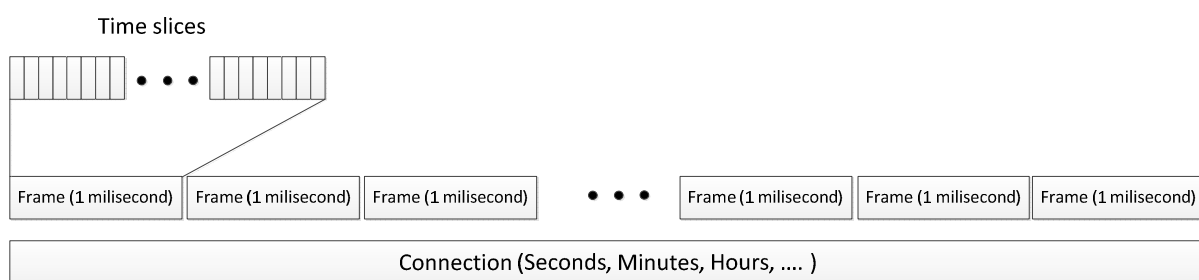 Time slices
Frame (1 milisecond) Frame (1 milisecond) Frame (1 milisecond) Frame (1 milisecond) Frame (1 milisecond) Frame (1 milisecond)
Connection (Seconds, Minutes, Hours, .... )